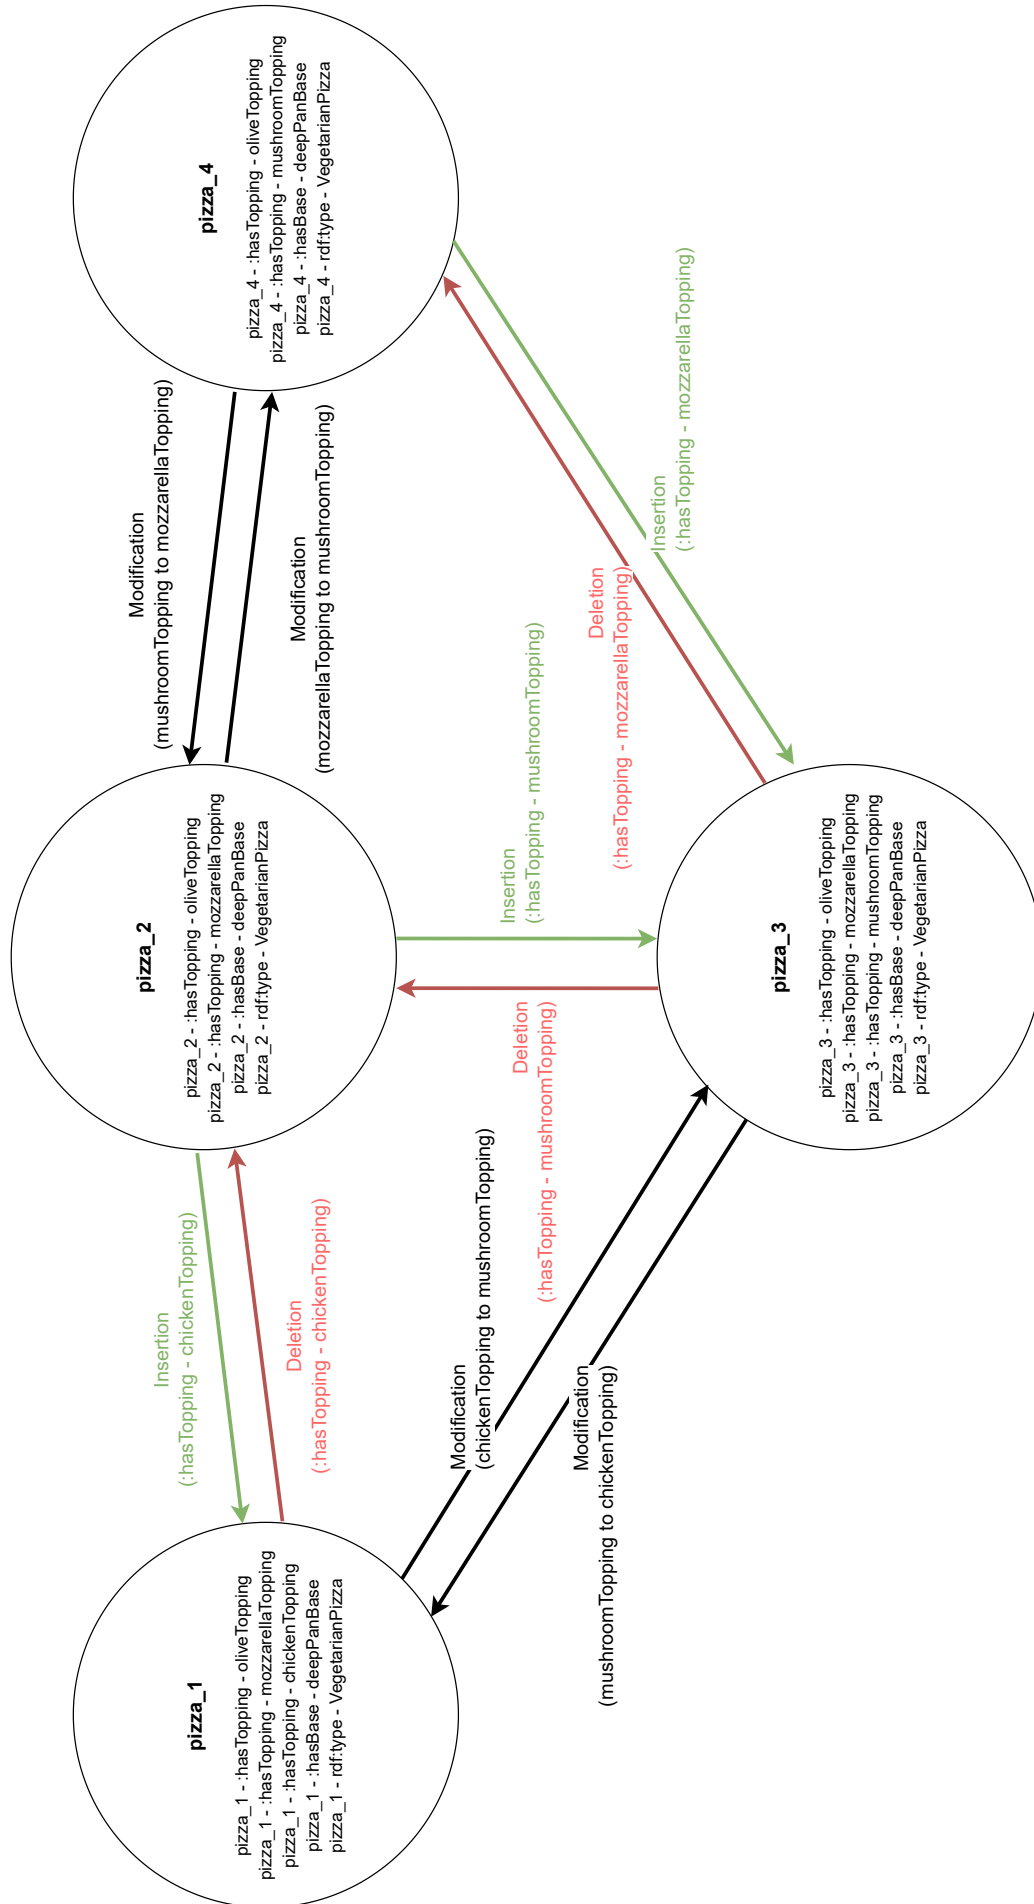 pizza_1
pizza_1 - :hasTopping - oliveTopping
pizza_1 - :hasTopping - mozzarellaTopping
pizza_1 - :hasTopping - chickenTopping
pizza_1 - :hasBase - deepPanBase
pizza_1 - rdf:type - VegetarianPizza
Insertion
(:hasTopping - chickenTopping)
Deletion
(:hasTopping - chickenTopping)
pizza_2
pizza_2 - :hasTopping - oliveTopping
pizza_2 - :hasTopping - mozzarellaTopping
pizza_2 - :hasBase - deepPanBase
pizza_2 - rdf:type - VegetarianPizza
Modification
(mushroomTopping to mozzarellaTopping)
Modification
(mozzarellaTopping to mushroomTopping)
pizza_4
pizza_4 - :hasTopping - oliveTopping
pizza_4 - :hasTopping - mushroomTopping
pizza_4 - :hasBase - deepPanBase
pizza_4 - rdf:type - VegetarianPizza
Modification
(chickenTopping to mushroomTopping)
Modification
(mushroomTopping to chickenTopping)
Deletion
(:hasTopping - mushroomTopping)
Insertion
(:hasTopping - mushroomTopping)
Deletion
(:hasTopping - mozzarellaTopping)
Insertion
(:hasTopping - mozzarellaTopping)
pizza_3
pizza_3 - :hasTopping - oliveTopping
pizza_3 - :hasTopping - mozzarellaTopping
pizza_3 - :hasTopping - mushroomTopping
pizza_3 - :hasBase - deepPanBase
pizza_3 - rdf:type - VegetarianPizza